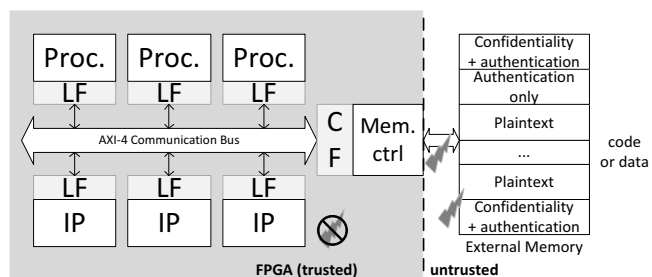 Proc. Proc. Proc.
LF LF LF
AXI-4 Communication Bus
LF LF LF
IP IP IP
C
F
Mem.
ctrl
FPGA (trusted)
untrusted
Confidentiality
+ authentication
Authentication
only
Plaintext
...
Plaintext
Confidentiality
+ authentication
External Memory
code
or data